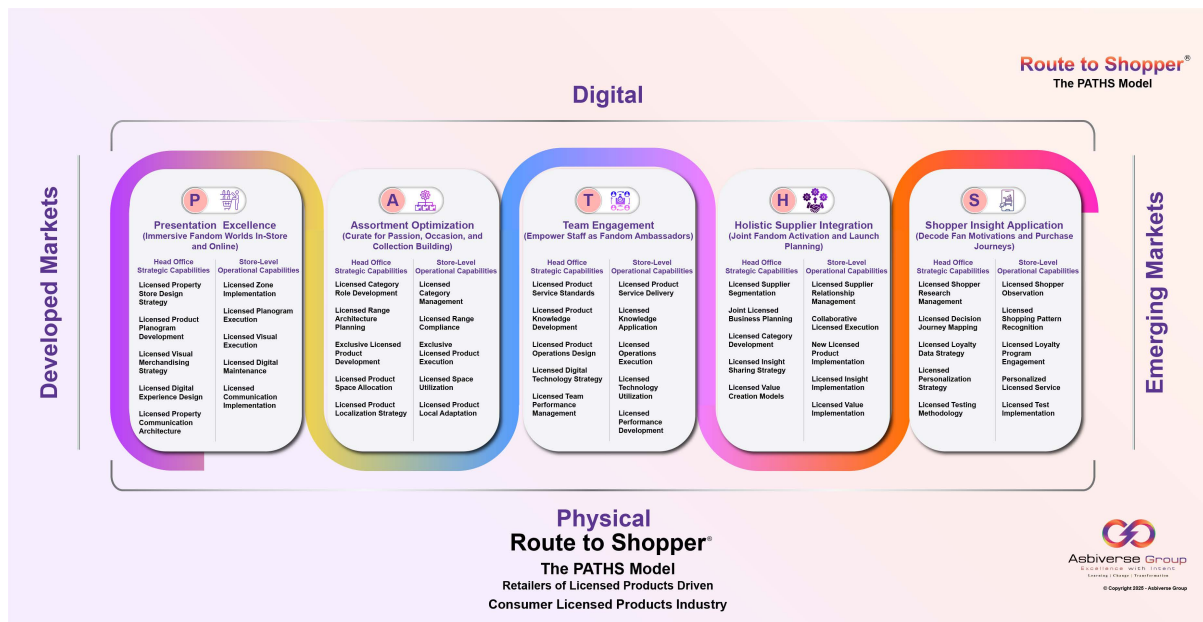 Route to Shopper®
The PATHS Model
Digital
Developed Markets
Emerging Markets
P
Presentation Excellence
(Immersive Fandom Worlds In-Store
and Online)
Head Office
Strategic Capabilities
Licensed Property
Store Design
Strategy
Licensed Product
Planogram
Development
Licensed Visual
Merchandising
Strategy
Licensed Digital
Experience Design
Licensed Property
Communication
Architecture
Store-Level
Operational Capabilities
Licensed Zone
Implementation
Licensed Planogram
Execution
Licensed Visual
Execution
Licensed Digital
Maintenance
Licensed
Communication
Implementation
A
Assortment Optimization
(Curate for Passion, Occasion, and
Collection Building)
Head Office
Strategic Capabilities
Licensed Category
Role Development
Licensed Range
Architecture
Planning
Exclusive Licensed
Product
Development
Licensed Product
Space Allocation
Licensed Product
Localization Strategy
Store-Level
Operational Capabilities
Licensed
Category
Management
Licensed Range
Compliance
Exclusive
Licensed Product
Execution
Licensed Space
Utilization
Licensed Product
Local Adaptation
T
Team Engagement
(Empower Staff as Fandom Ambassadors)
Head Office
Strategic Capabilities
Licensed Product
Service Standards
Licensed Product
Knowledge
Development
Licensed Product
Operations Design
Licensed Digital
Technology Strategy
Licensed Team
Performance
Management
Store-Level
Operational Capabilities
Licensed Product
Service Delivery
Licensed
Knowledge
Application
Licensed
Operations
Execution
Licensed
Technology
Utilization
Licensed
Performance
Development
H
Holistic Supplier Integration
(Joint Fandom Activation and Launch
Planning)
Head Office
Strategic Capabilities
Licensed Supplier
Segmentation
Joint Licensed
Business Planning
Licensed Category
Development
Licensed Insight
Sharing Strategy
Licensed Value
Creation Models
Store-Level
Operational Capabilities
Licensed Supplier
Relationship
Management
Collaborative
Licensed Execution
New Licensed
Product
Implementation
Licensed Insight
Implementation
Licensed Value
Implementation
S
Shopper Insight Application
(Decode Fan Motivations and Purchase
Journeys)
Head Office
Strategic Capabilities
Licensed Shopper
Research
Management
Licensed Decision
Journey Mapping
Licensed Loyalty
Data Strategy
Licensed
Personalization
Strategy
Licensed Testing
Methodology
Store-Level
Operational Capabilities
Licensed Shopper
Observation
Licensed
Shopping Pattern
Recognition
Licensed Loyalty
Program
Engagement
Personalized
Licensed Service
Licensed Test
Implementation
Physical
Route to Shopper®
The PATHS Model
Retailers of Licensed Products Driven
Consumer Licensed Products Industry
Asbiverse Group
Excellence with Intent
Learning | Change | Transformation
© Copyright 2025 - Asbiverse Group